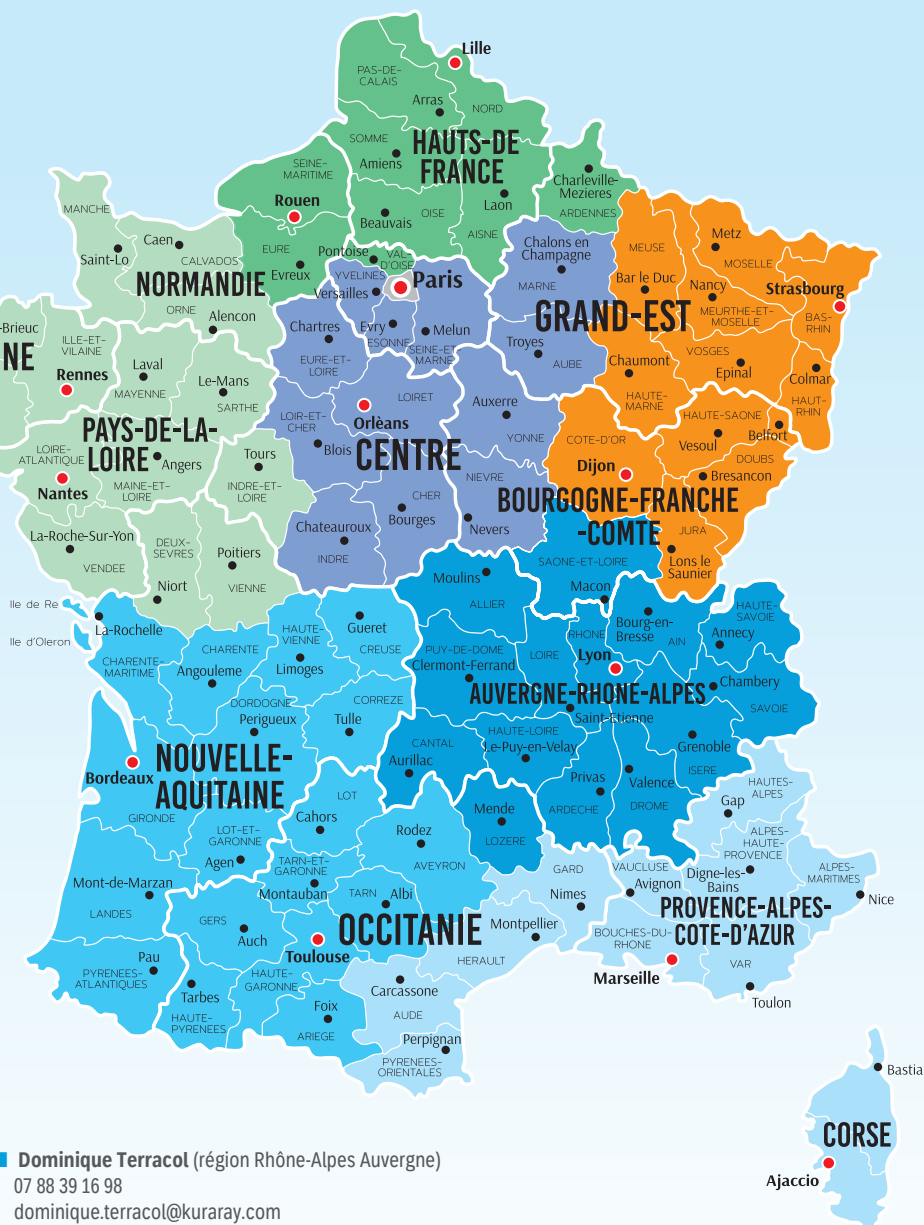 Lille
PAS-DE-
CALAIS
Arras
NORD
SOMME
HAUTS-DE
FRANCE
Amiens
SEINE-
MARITIME
Charleville-
Mezieres
Rouen
Laon
ARDENNES
Beauvais
OISE
MANCHE
AISNE
Caen
Chalons en
Champagne
Metz
Saint-Lo
CALVADOS
EURE
Pontoise
VAL-
D'OISE
MEUSE
MOSELLE
Evreux
YVELINES
Paris
Bar le Duc
NORMANDIE
Versailles
MARNE
Nancy
Strasbourg
ORNE
Alencon
GRAND-EST
MEURTHE-ET-
MOSELLE
BAS-
RHIN
-Brieuc
ILLE-ET-
VILAINE
Chartres
Evry
Melun
ESONNE
SEINE-ET
MARNE
Troyes
NE
Laval
EURE-ET-
LOIRE
AUBE
Chaumont
VOSGES
Epinal
Colmar
Rennes
MAYENNE
Le-Mans
SARTHE
LOIRET
HAUTE-
MARNE
HAUT-
RHIN
LOIR-ET-
CHER
Orlèans
Auxerre
PAYS-DE-LA-
LOIRE
YONNE
HAUTE-SAONE
Belfort
LOIRE-
ATLANTIQUE
Angers
Tours
Blois
CENTRE
COTE-D'OR
Vesoul
DOUBS
Nantes
MAINE-ET-
LOIRE
INDRE-ET-
LOIRE
NIEVRE
Dijon
Bresancon
CHER
Bourges
BOURGOGNE-FRANCHE
-COMTE
La-Roche-Sur-Yon
Chateauroux
Nevers
DEUX-
SEVRES
Poitiers
INDRE
JURA
VENDEE
Niort
VIENNE
SAONE-ET-LOIRE
Lons le
Saunier
Moulins
Macon
Ile de Re
ALLIER
La-Rochelle
Gueret
Bourg-en-
Bresse
HAUTE-
SAVOIE
Ile d'Oleron
HAUTE-
VIENNE
RHONE
AIN
Annecy
CHARENTE
CREUSE
PUY-DE-DOME
LOIRE
Lyon
CHARENTE-
MARITIME
Angouleme
Limoges
Clermont-Ferrand
Chambery
AUVERGNE-RHONE-ALPES
DORDOGNE
CORREZE
SAVOIE
Perigueux
Tulle
Saint-Etienne
HAUTE-LOIRE
CANTAL
Le-Puy-en-Velay
Grenoble
NOUVELLE-
AQUITAINE
Aurillac
ISERE
Bordeaux
Privas
Valence
HAUTES-
ALPES
LOT
Mende
ARDECHE
DROME
Gap
GIRONDE
Cahors
LOT-ET-
GARONNE
Rodez
LOZERE
ALPES-
HAUTE-
PROVENCE
Agen
TARN-ET-
GARONNE
AVEYRON
GARD
VAUCLUSE
ALPES-
MARITIMES
Mont-de-Marzan
Montauban
TARN
Albi
Nimes
Avignon
Digne-les-
Bains
Nice
LANDES
GERS
Auch
OCCITANIE
Montpellier
PROVENCE-ALPES-
COTE-D'AZUR
BOUCHES-DU-
RHONE
Toulouse
HERAULT
Pau
Marseille
VAR
PYRENEES-
ATLANTIQUES
Tarbes
HAUTE-
GARONNE
Carcassone
Toulon
HAUTE-
PYRENEES
Foix
AUDE
ARIEGE
Perpignan
PYRENEES-
ORIENTALES
Bastia
CORSE
Ajaccio
Dominique Terracol (région Rhône-Alpes Auvergne)
07 88 39 16 98
dominique.terracol@kuraray.com